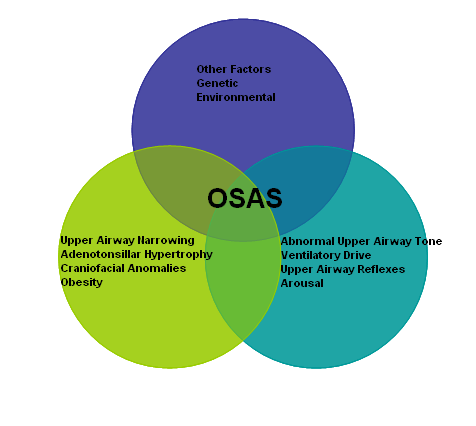 Other Factors
Genetic
Environmental
OSAS
Upper Airway Narrowing
Adenotonsillar Hypertrophy
Craniofacial Anomalies
Obesity
Abnormal Upper Airway Tone
Ventilatory Drive
Upper Airway Reflexes
Arousal